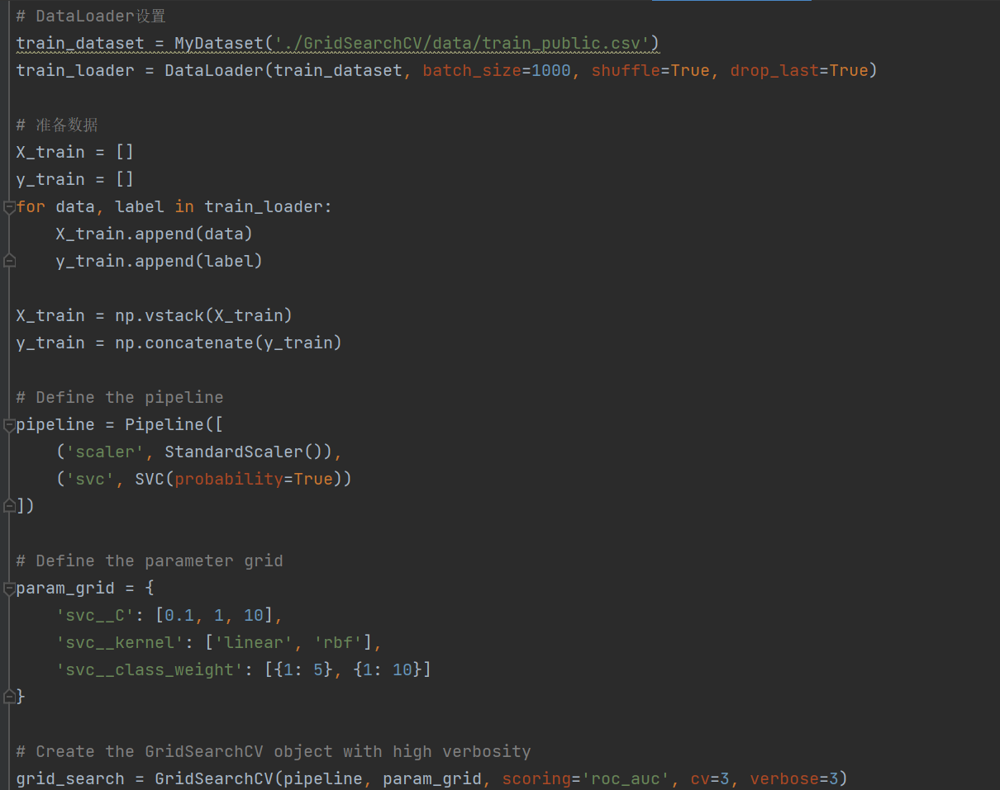 # DataLoader设置
train_dataset = MyDataset('./GridSearchCV/data/train_public.csv')
train_loader = DataLoader(train_dataset, batch_size=1000, shuffle=True, drop_last=True)
# 准备数据
X_train = []
y_train = []
for data, label in train_loader:
    X_train.append(data)
    y_train.append(label)
X_train = np.vstack(X_train)
y_train = np.concatenate(y_train)
# Define the pipeline
pipeline = Pipeline([
    ('scaler', StandardScaler()),
    ('svc', SVC(probability=True))
])
# Define the parameter grid
param_grid = {
    'svc__C': [0.1, 1, 10],
    'svc__kernel': ['linear', 'rbf'],
    'svc__class_weight': [{1: 5}, {1: 10}]
}
# Create the GridSearchCV object with high verbosity
grid_search = GridSearchCV(pipeline, param_grid, scoring='roc_auc', cv=3, verbose=3)